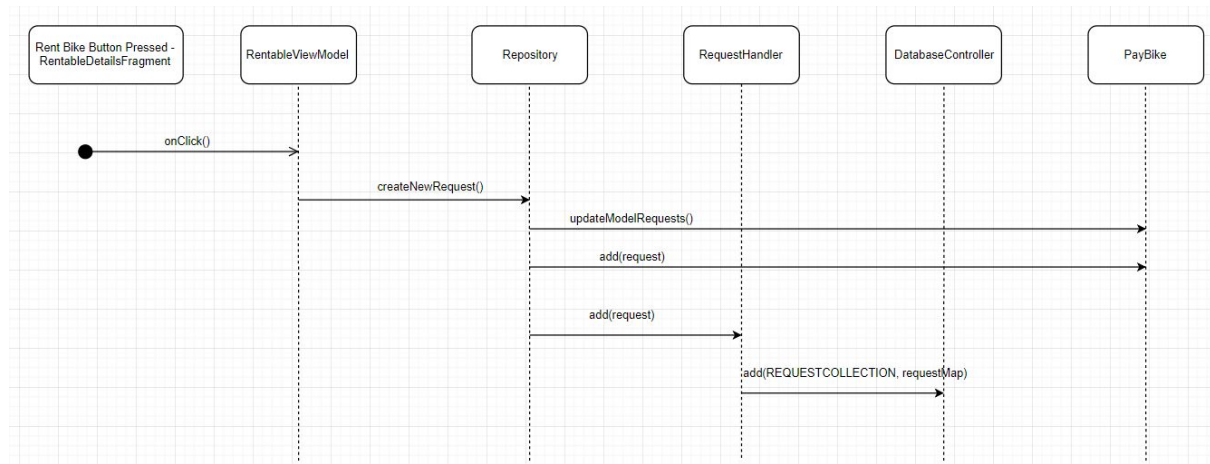 Rent Bike Button Pressed -
RentableDetailsFragment
RentableViewModel
Repository
RequestHandler
DatabaseController
PayBike
onClick()
createNewRequest()
updateModelRequests()
add(request)
add(request)
add(REQUESTCOLLECTION, requestMap)